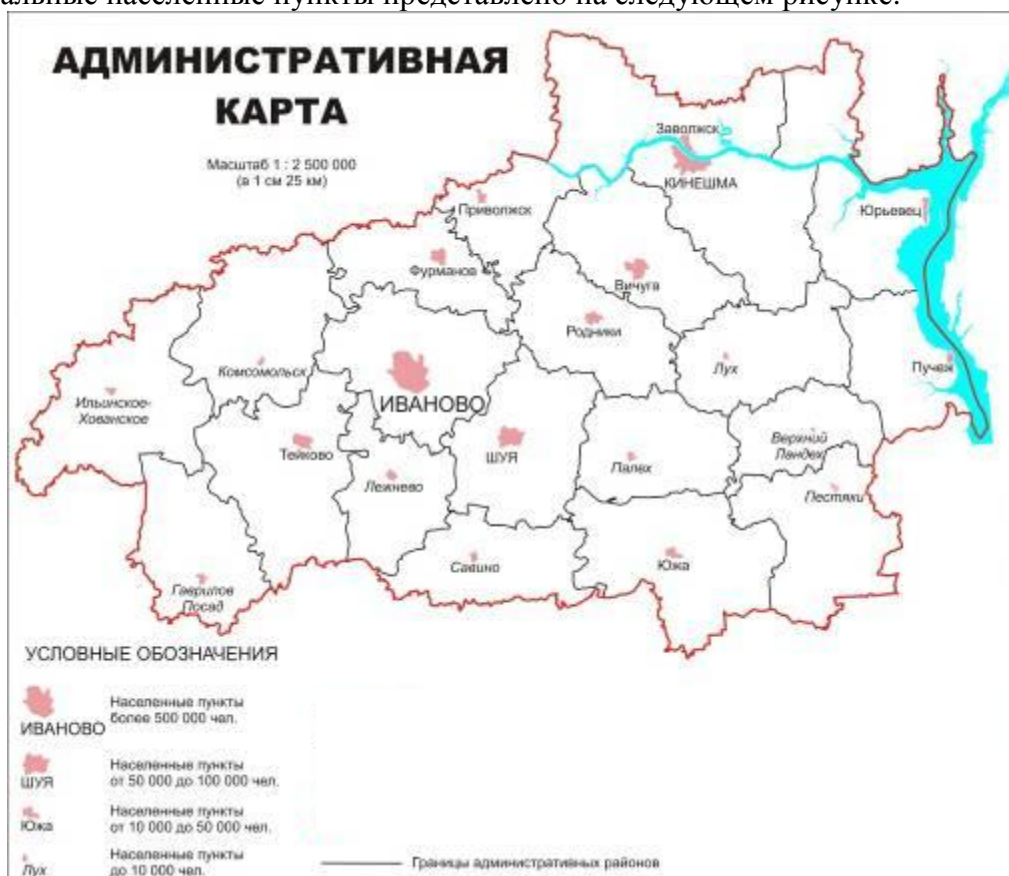 альные населенные пункты представлено на следующем рисунке.
АДМИНИСТРАТИВНАЯ
КАРТА
Масштаб 1 : 2 500 000
(в 1 см 25 км)
Заволжск
КИНЕШМА
Приволжск
Юрьевец
Фурманов
Вичуга
Родники
Комсомольск
Лух
Пучеж
Ильинское-
Хованское
ИВАНОВО
Тейково
ШУЯ
Верхний
Ландех
Лежнево
Палех
Пестяки
Савино
Южа
Гаврилов
Посад
УСЛОВНЫЕ ОБОЗНАЧЕНИЯ
Населенные пункты
более 500 000 чел.
ИВАНОВО
Населенные пункты
от 50 000 до 100 000 чел.
ШУЯ
Населенные пункты
от 10 000 до 50 000 чел.
Южа
Населенные пункты
до 10 000 чел.
Лух
Границы административных районов